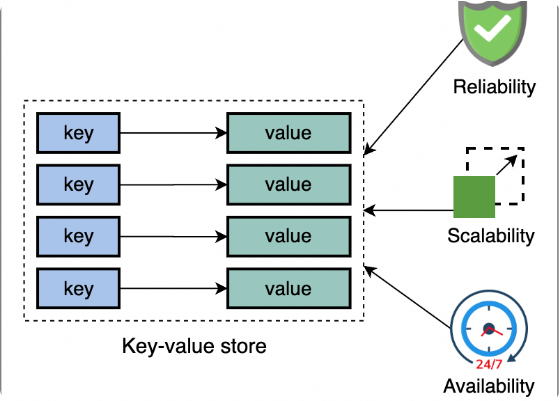 Reliability
key value
key value
key value
key value
Scalability
Key-value store
24/7
Availability